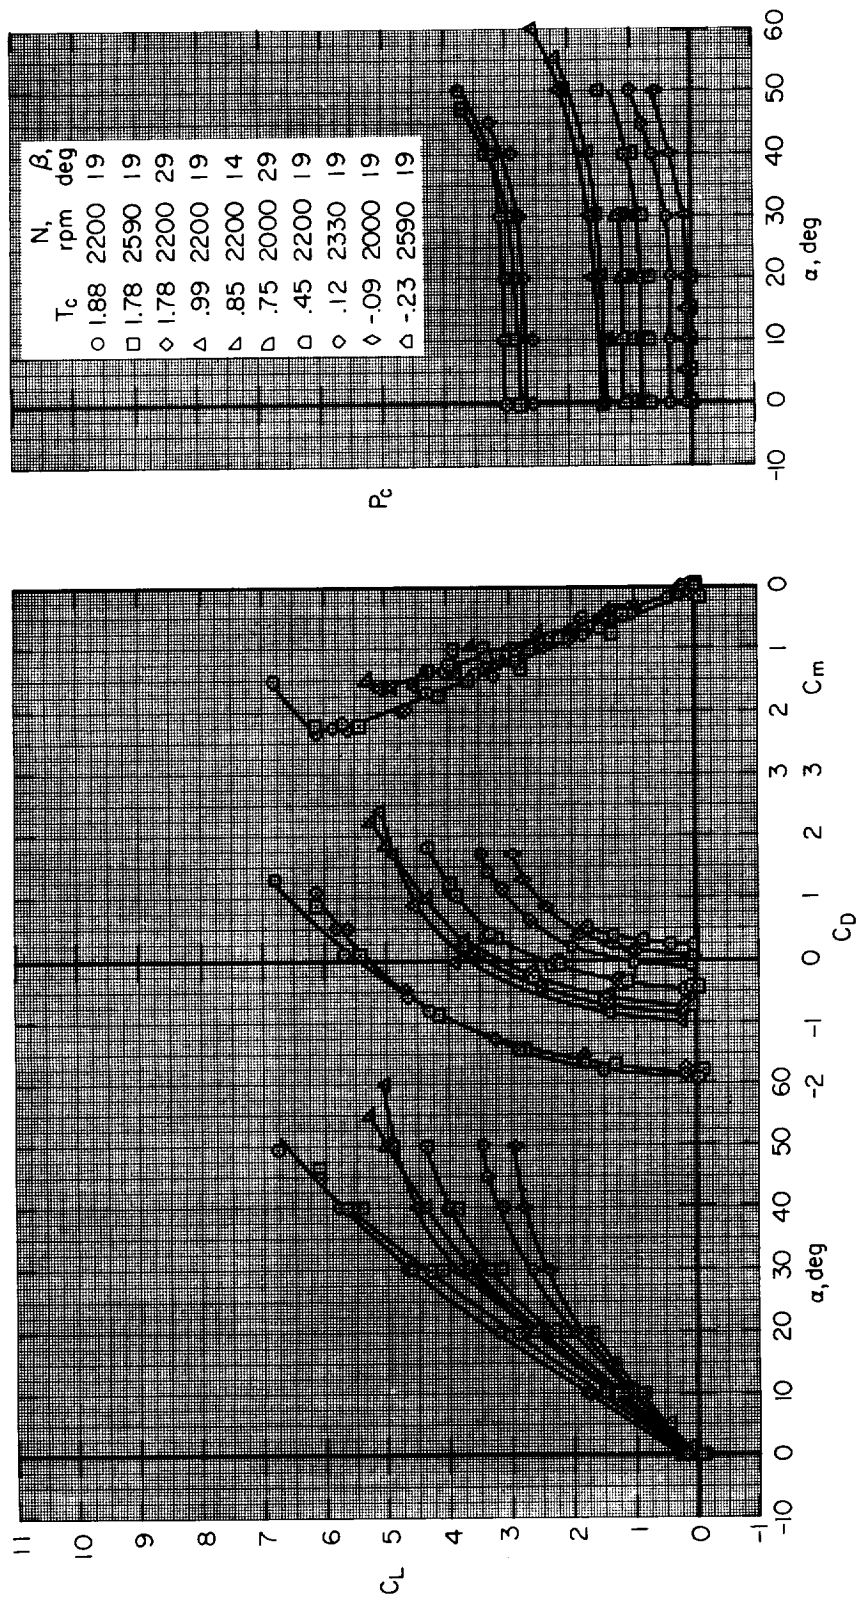 T_c N, rpm β, deg
○ 1.88 2200 19
□ 1.78 2590 19
◇ 1.78 2200 29
△ .99 2200 19
.85 2200 14
.75 2000 29
.45 2200 19
.12 2330 19
◇ -.09 2000 19
-.23 2590 19
P_c
-10 0 10 20 30 40 50 60
α, deg
11
10
9
8
7
6
5
4
3
2
1
0
-1
C_L
-10 0 10 20 30 40 50 60
α, deg
-2 -1 0 1 2 3
C_D
3 2 1 0
C_m